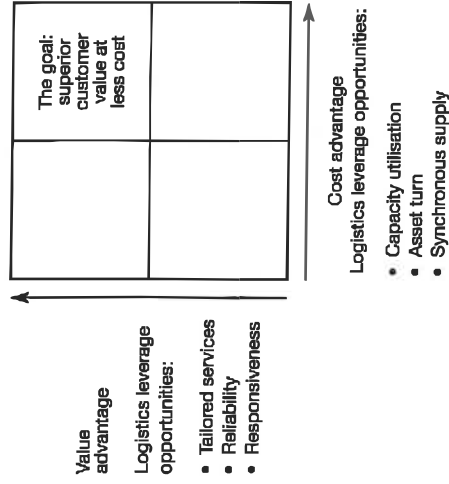 Value
advantage
Logistics leverage
opportunities:
• Tailored services
• Reliability
• Responsiveness
The goal:
superior
customer
value at
less cost
Cost advantage
Logistics leverage opportunities:
• Capacity utilisation
• Asset turn
• Synchronous supply